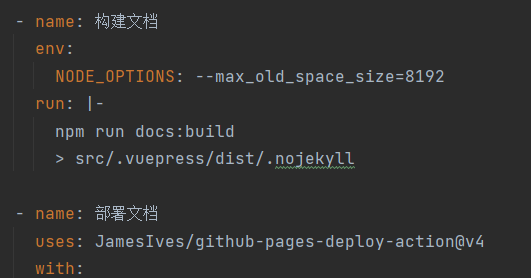 - name: 构建文档
env:
NODE_OPTIONS: --max_old_space_size=8192
run: |-
npm run docs:build
> src/.vuepress/dist/.nojekyll
- name: 部署文档
uses: JamesIves/github-pages-deploy-action@v4
with: